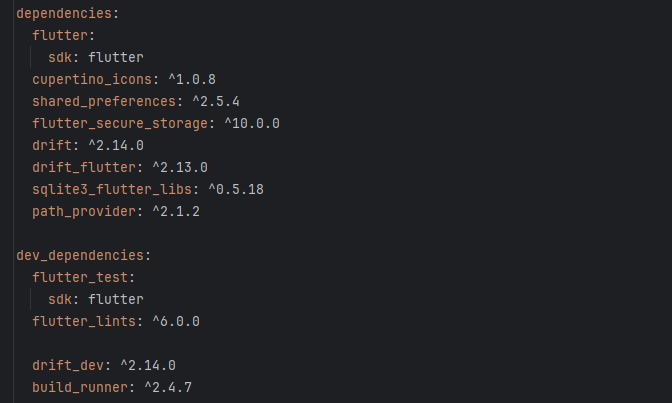 dependencies:
  flutter:
    sdk: flutter
  cupertino_icons: ^1.0.8
  shared_preferences: ^2.5.4
  flutter_secure_storage: ^10.0.0
  drift: ^2.14.0
  drift_flutter: ^2.13.0
  sqlite3_flutter_libs: ^0.5.18
  path_provider: ^2.1.2

dev_dependencies:
  flutter_test:
    sdk: flutter
  flutter_lints: ^6.0.0

  drift_dev: ^2.14.0
  build_runner: ^2.4.7